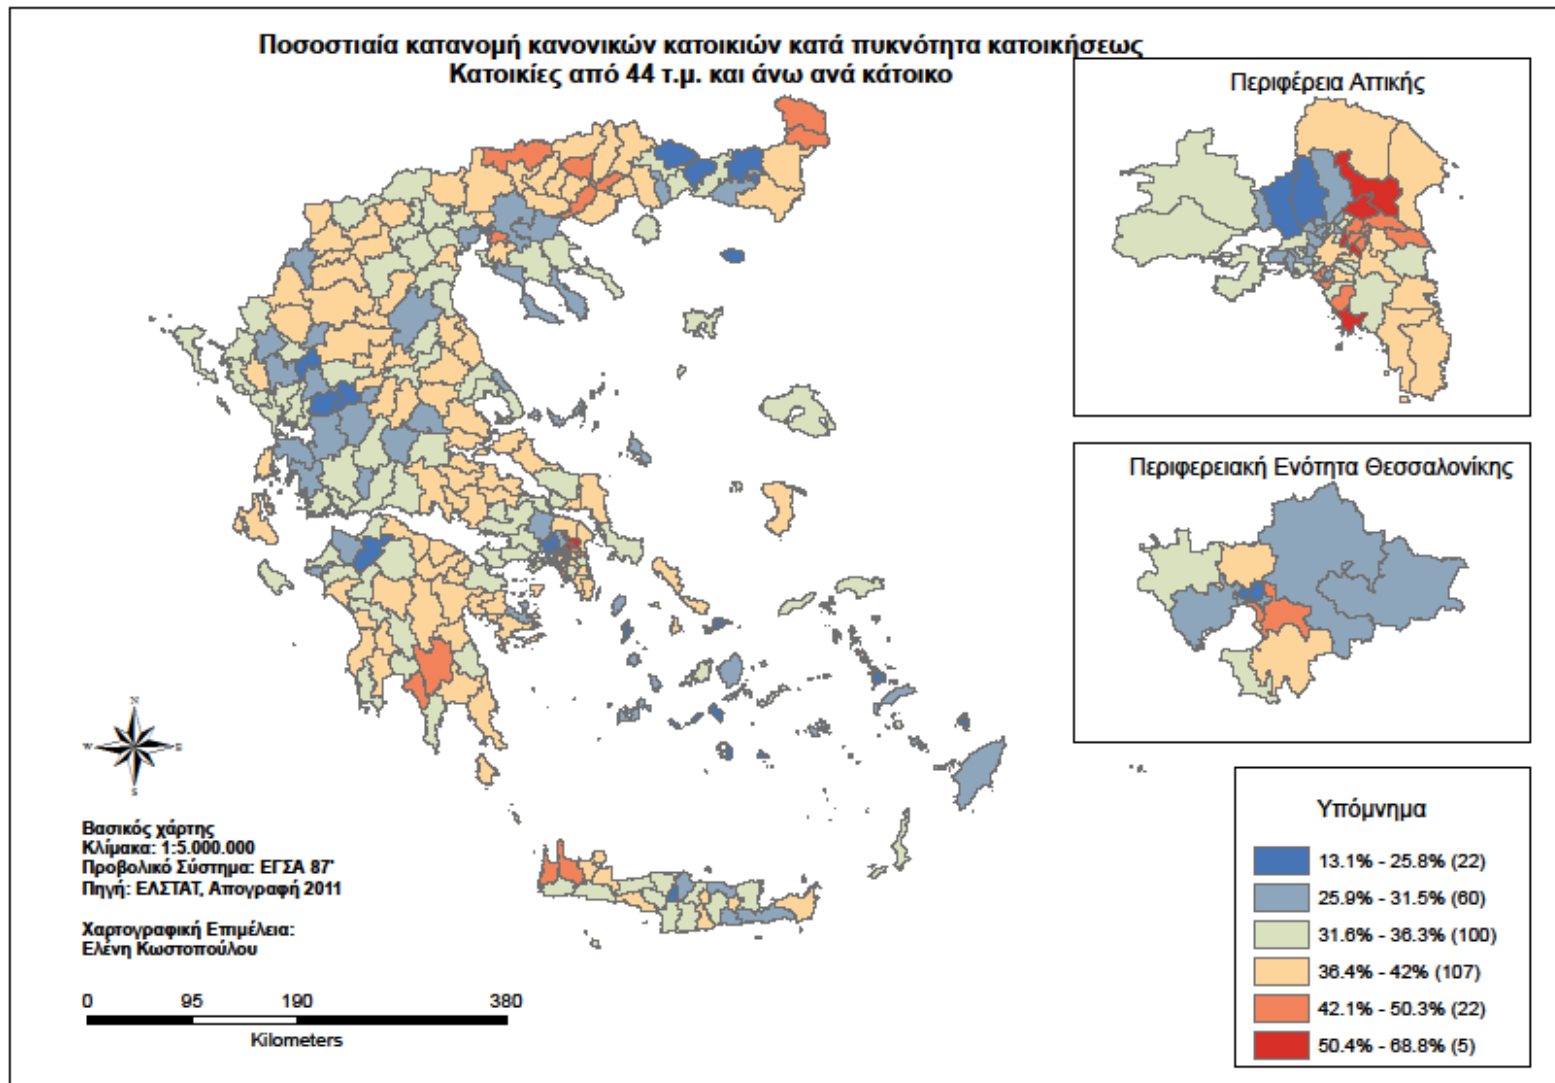 Ποσοστιαία κατανομή κανονικών κατοικιών κατά πυκνότητα κατοικήσεως
Κατοικίες από 44 τ.μ. και άνω ανά κάτοικο
Περιφέρεια Αττικής
Περιφερειακή Ενότητα Θεσσαλονίκης
N
W E
S
Βασικός χάρτης
Κλίμακα: 1:5.000.000
Προβολικό Σύστημα: ΕΓΣΑ 87'
Πηγή: ΕΛΣΤΑΤ, Απογραφή 2011
Χαρτογραφική Επιμέλεια:
Ελένη Κωστοπούλου
0 95 190 380
Kilometers
Υπόμνημα
13.1% - 25.8% (22)
25.9% - 31.5% (60)
31.6% - 36.3% (100)
36.4% - 42% (107)
42.1% - 50.3% (22)
50.4% - 68.8% (5)